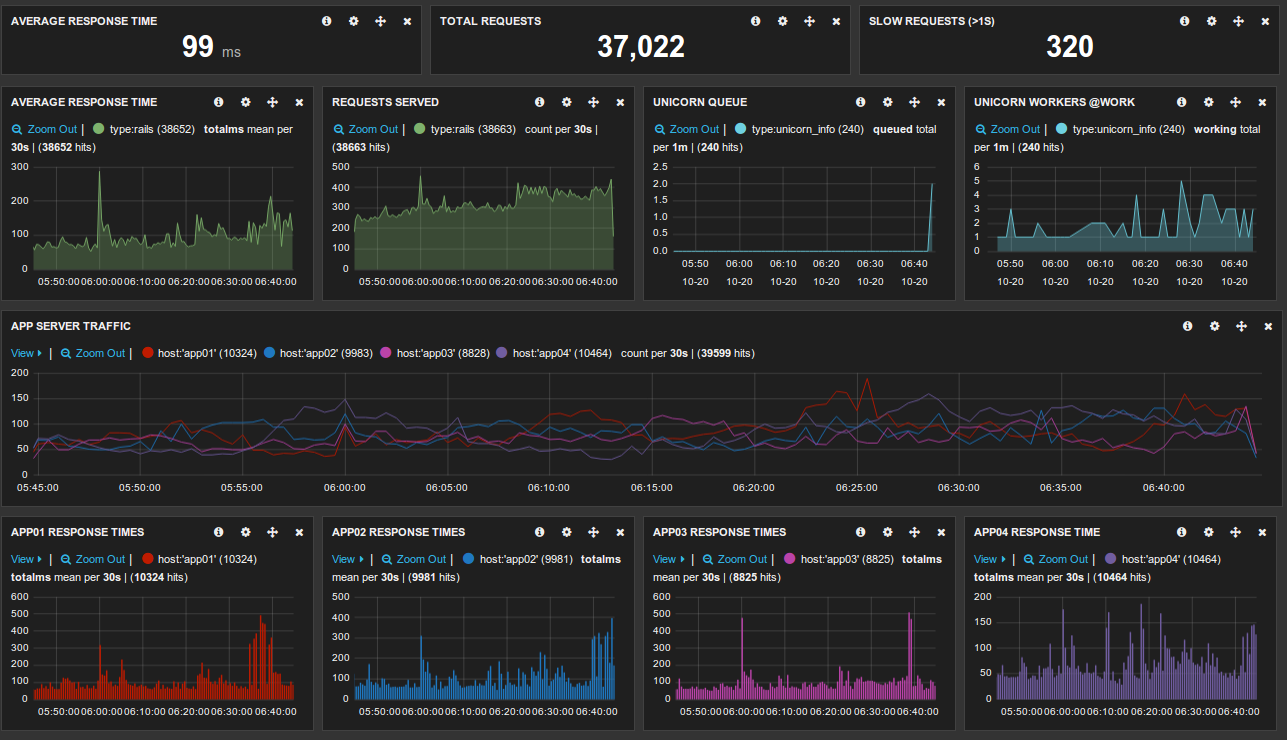 AVERAGE RESPONSE TIME
99 ms
TOTAL REQUESTS
37,022
SLOW REQUESTS (>1S)
320
AVERAGE RESPONSE TIME
Zoom Out | type:rails (38652) totalms mean per
30s | (38652 hits)
300
200
100
0
05:50:00 06:00:00 06:10:00 06:20:00 06:30:00 06:40:00
REQUESTS SERVED
Zoom Out | type:rails (38663) count per 30s |
(38663 hits)
500
400
300
200
100
0
05:50:00 06:00:00 06:10:00 06:20:00 06:30:00 06:40:00
UNICORN QUEUE
Zoom Out | type:unicorn_info (240) queued total
per 1m | (240 hits)
2.5
2.0
1.5
1.0
0.5
0.0
05:50 06:00 06:10 06:20 06:30 06:40
10-20 10-20 10-20 10-20 10-20 10-20
UNICORN WORKERS @WORK
Zoom Out | type:unicorn_info (240) working total
per 1m | (240 hits)
6
5
4
3
2
1
0
05:50 06:00 06:10 06:20 06:30 06:40
10-20 10-20 10-20 10-20 10-20 10-20
APP SERVER TRAFFIC
View | Zoom Out | host:'app01' (10324) host:'app02' (9983) host:'app03' (8828) host:'app04' (10464) count per 30s | (39599 hits)
200
150
100
50
0
05:45:00 05:50:00 05:55:00 06:00:00 06:05:00 06:10:00 06:15:00 06:20:00 06:25:00 06:30:00 06:35:00 06:40:00
APP01 RESPONSE TIMES
View | Zoom Out | host:'app01' (10324)
totalms mean per 30s | (10324 hits)
600
500
400
300
200
100
0
05:50:00 06:00:00 06:10:00 06:20:00 06:30:00 06:40:00
APP02 RESPONSE TIMES
View | Zoom Out | host:'app02' (9981) totalms
mean per 30s | (9981 hits)
500
400
300
200
100
0
05:50:00 06:00:00 06:10:00 06:20:00 06:30:00 06:40:00
APP03 RESPONSE TIMES
View | Zoom Out | host:'app03' (8825) totalms
mean per 30s | (8825 hits)
600
500
400
300
200
100
0
05:50:00 06:00:00 06:10:00 06:20:00 06:30:00 06:40:00
APP04 RESPONSE TIME
View | Zoom Out | host:'app04' (10464)
totalms mean per 30s | (10464 hits)
200
150
100
50
0
05:50:00 06:00:00 06:10:00 06:20:00 06:30:00 06:40:00